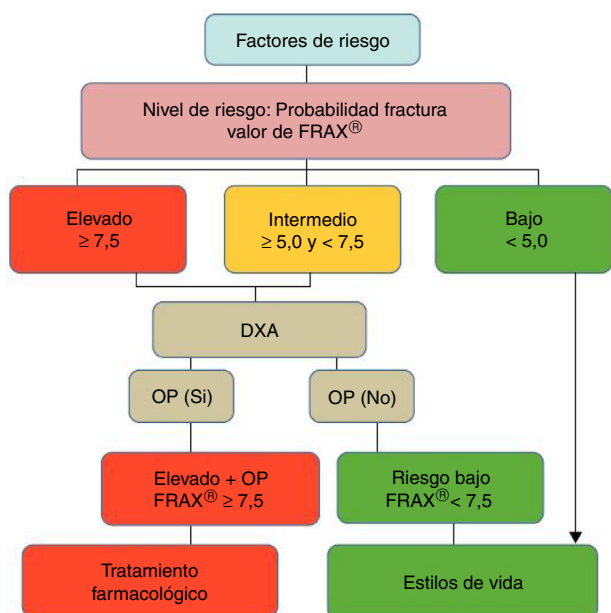 Factores de riesgo
Nivel de riesgo: Probabilidad fractura
valor de FRAX®
Elevado
≥ 7,5
Intermedio
≥ 5,0 y < 7,5
Bajo
< 5,0
DXA
OP (Si)
OP (No)
Elevado + OP
FRAX® ≥ 7,5
Riesgo bajo
FRAX® < 7,5
Tratamiento
farmacológico
Estilos de vida